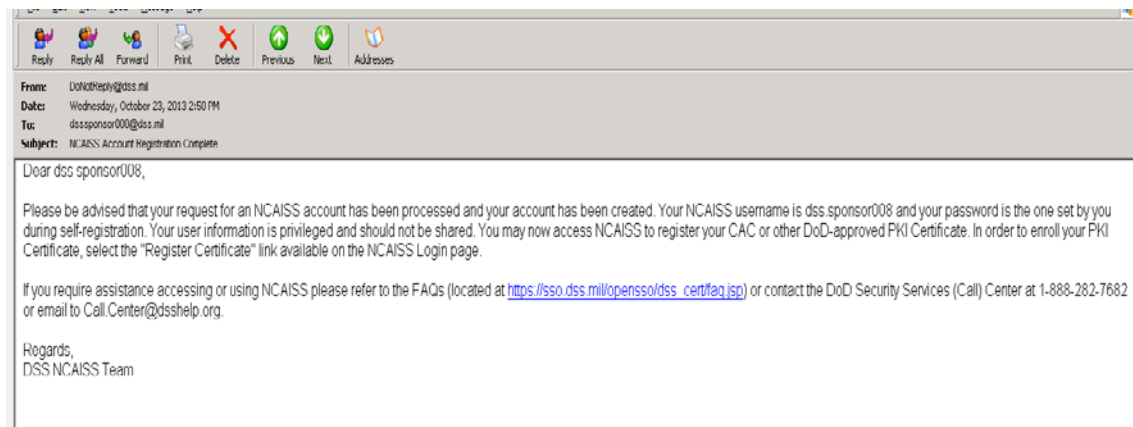 Reply Reply All Forward Print Delete Previous Next Addresses
From: DoNotReply@dss.mil
Date: Wednesday, October 23, 2013 2:50 PM
To: dsssponsor000@dss.mil
Subject: NCAISS Account Registration Complete
Dear dss sponsor008,
Please be advised that your request for an NCAISS account has been processed and your account has been created. Your NCAISS username is dss.sponsor008 and your password is the one set by you
during self-registration. Your user information is privileged and should not be shared. You may now access NCAISS to register your CAC or other DoD-approved PKI Certificate. In order to enroll your PKI
Certificate, select the "Register Certificate" link available on the NCAISS Login page.
If you require assistance accessing or using NCAISS please refer to the FAQs (located at https://sso.dss.mil/opensso/dss_cert/faq.jsp) or contact the DoD Security Services (Call) Center at 1-888-282-7682
or email to Call.Center@dsshelp.org.
Regards,
DSS NCAISS Team